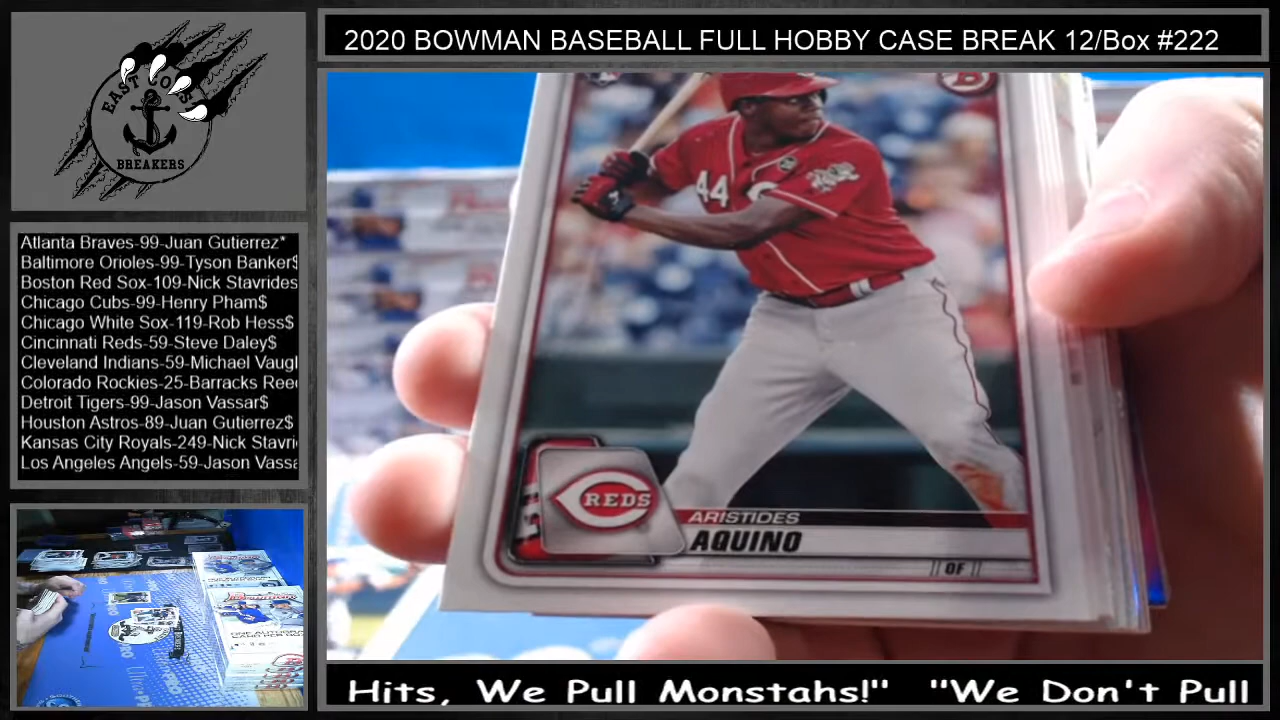 EAST COAST
BREAKERS
2020 BOWMAN BASEBALL FULL HOBBY CASE BREAK 12/Box #222
Atlanta Braves-99-Juan Gutierrez*
Baltimore Orioles-99-Tyson Banker$
Boston Red Sox-109-Nick Stavrides
Chicago Cubs-99-Henry Pham$
Chicago White Sox-119-Rob Hess$
Cincinnati Reds-59-Steve Daley$
Cleveland Indians-59-Michael Vaugl
Colorado Rockies-25-Barracks Ree
Detroit Tigers-99-Jason Vassar$
Houston Astros-89-Juan Gutierrez$
Kansas City Royals-249-Nick Stavri
Los Angeles Angels-59-Jason Vassa
44
REDS
ARISTIDES
AQUINO
OF
Hits, We Pull Monstahs!" "We Don't Pull